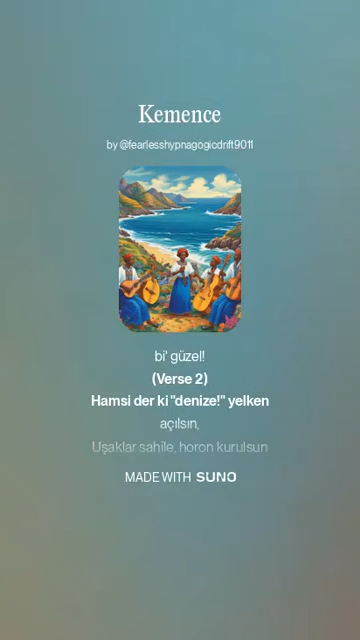 Kemence
by @fearlesshypnagogicdrift9011
bi' güzel!
(Verse 2)
Hamsi der ki "denize!" yelken
açılsın,
Uşaklar sahile, horon kurulsun
MADE WITH SUNO